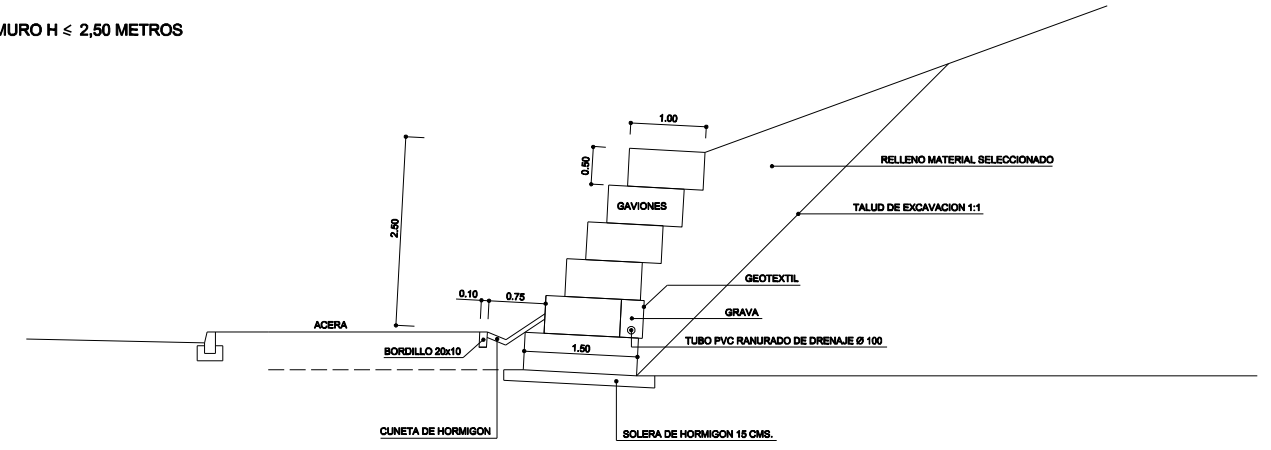 MURO H ≤ 2,50 METROS
1.00
0.50
RELLENO MATERIAL SELECCIONADO
GAVIONES
TALUD DE EXCAVACION 1:1
2.50
GEOTEXTIL
0.10
0.75
GRAVA
ACERA
TUBO PVC RANURADO DE DRENAJE Ø 100
BORDILLO 20x10
1.50
CUNETA DE HORMIGON
SOLERA DE HORMIGON 15 CMS.